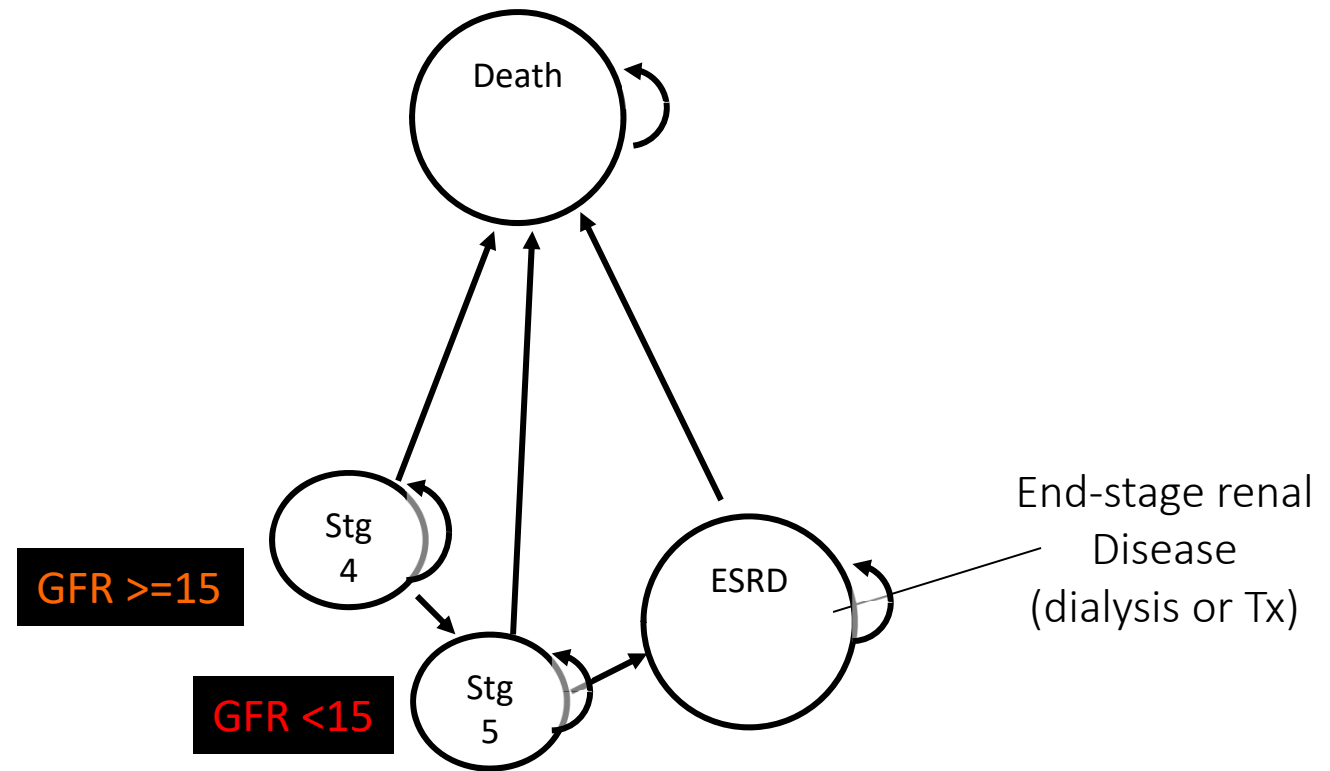 Death
Stg
4
GFR >=15
Stg
5
GFR <15
ESRD
End-stage renal
Disease
(dialysis or Tx)